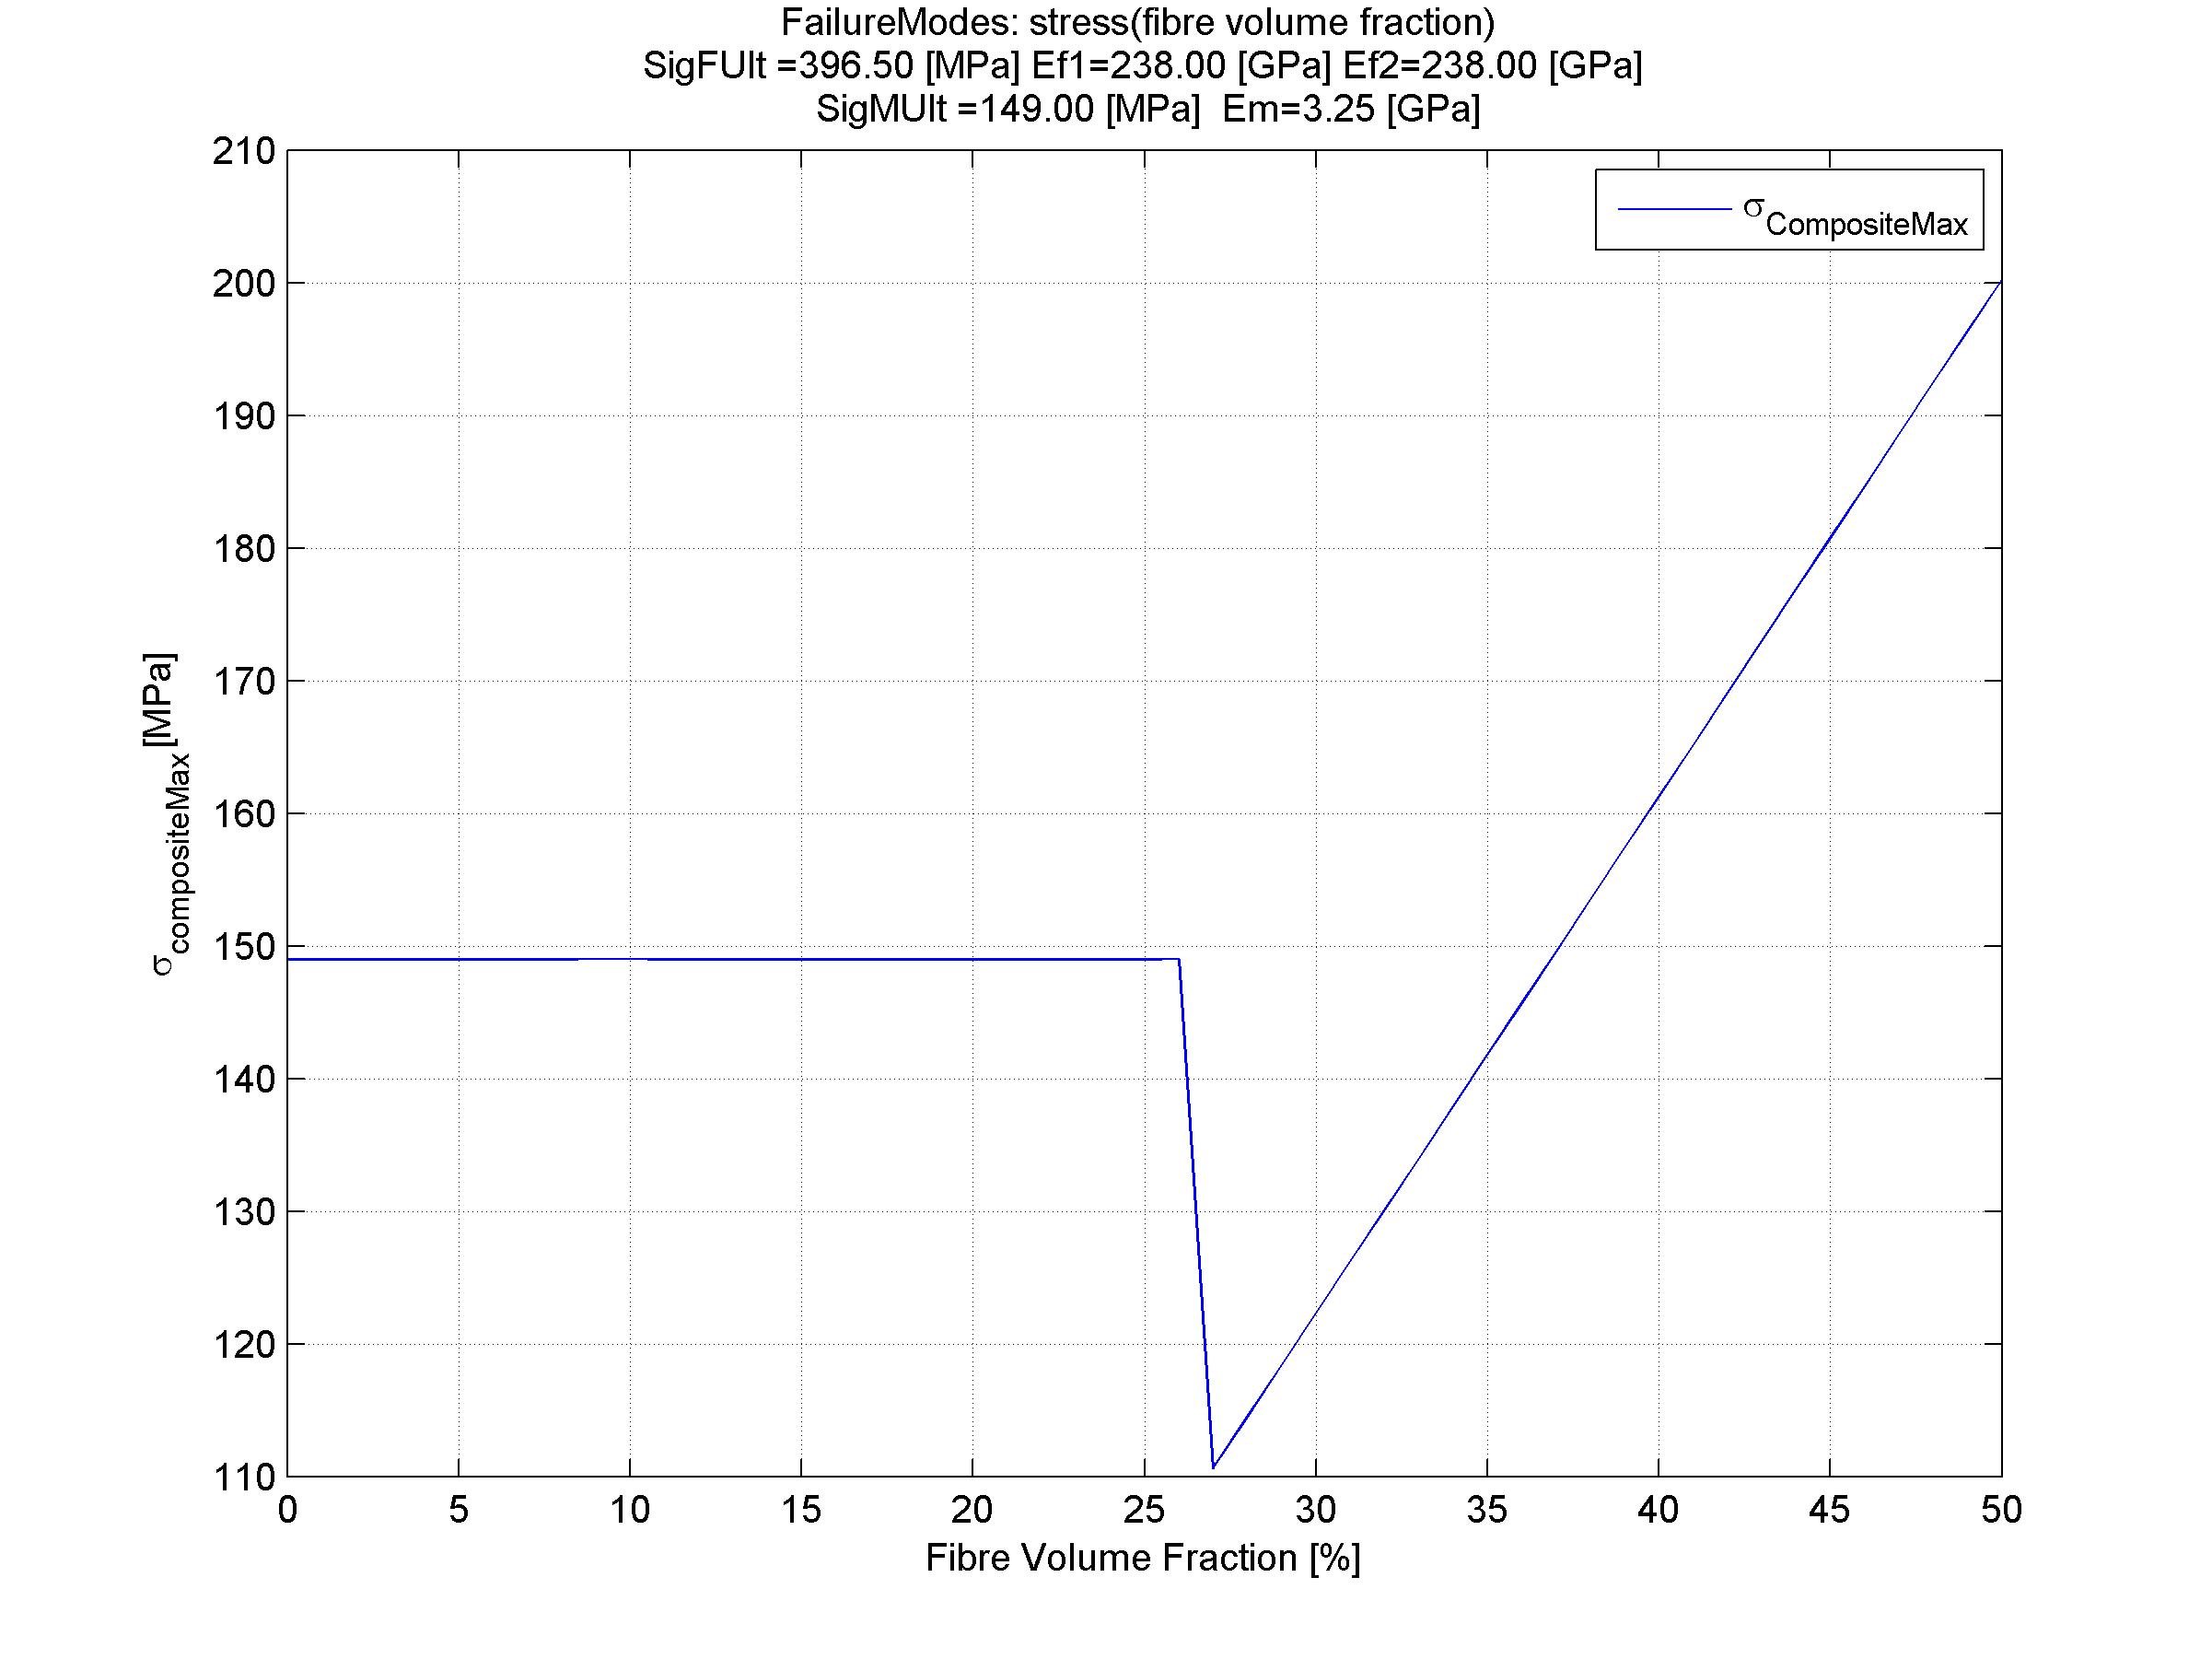 FailureModes: stress(fibre volume fraction)
SigFUlt =396.50 [MPa] Ef1=238.00 [GPa] Ef2=238.00 [GPa]
SigMUlt =149.00 [MPa]  Em=3.25 [GPa]
σCompositeMax
210
200
190
180
170
160
150
140
130
120
110
σcompositeMax[MPa]
0 5 10 15 20 25 30 35 40 45 50
Fibre Volume Fraction [%]